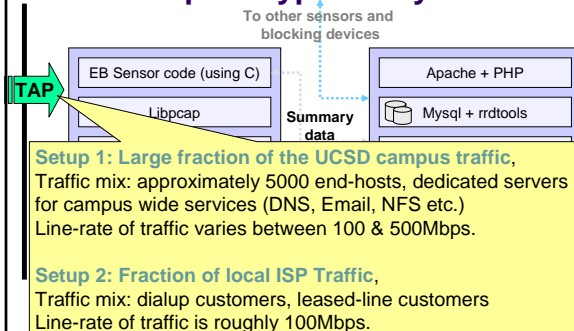 To other sensors and
blocking devices
EB Sensor code (using C)
Apache + PHP
TAP
Libpcap
Summary
data
Mysql + rrdtools
Setup 1: Large fraction of the UCSD campus traffic,
Traffic mix: approximately 5000 end-hosts, dedicated servers
for campus wide services (DNS, Email, NFS etc.)
Line-rate of traffic varies between 100 & 500Mbps.
Setup 2: Fraction of local ISP Traffic,
Traffic mix: dialup customers, leased-line customers
Line-rate of traffic is roughly 100Mbps.